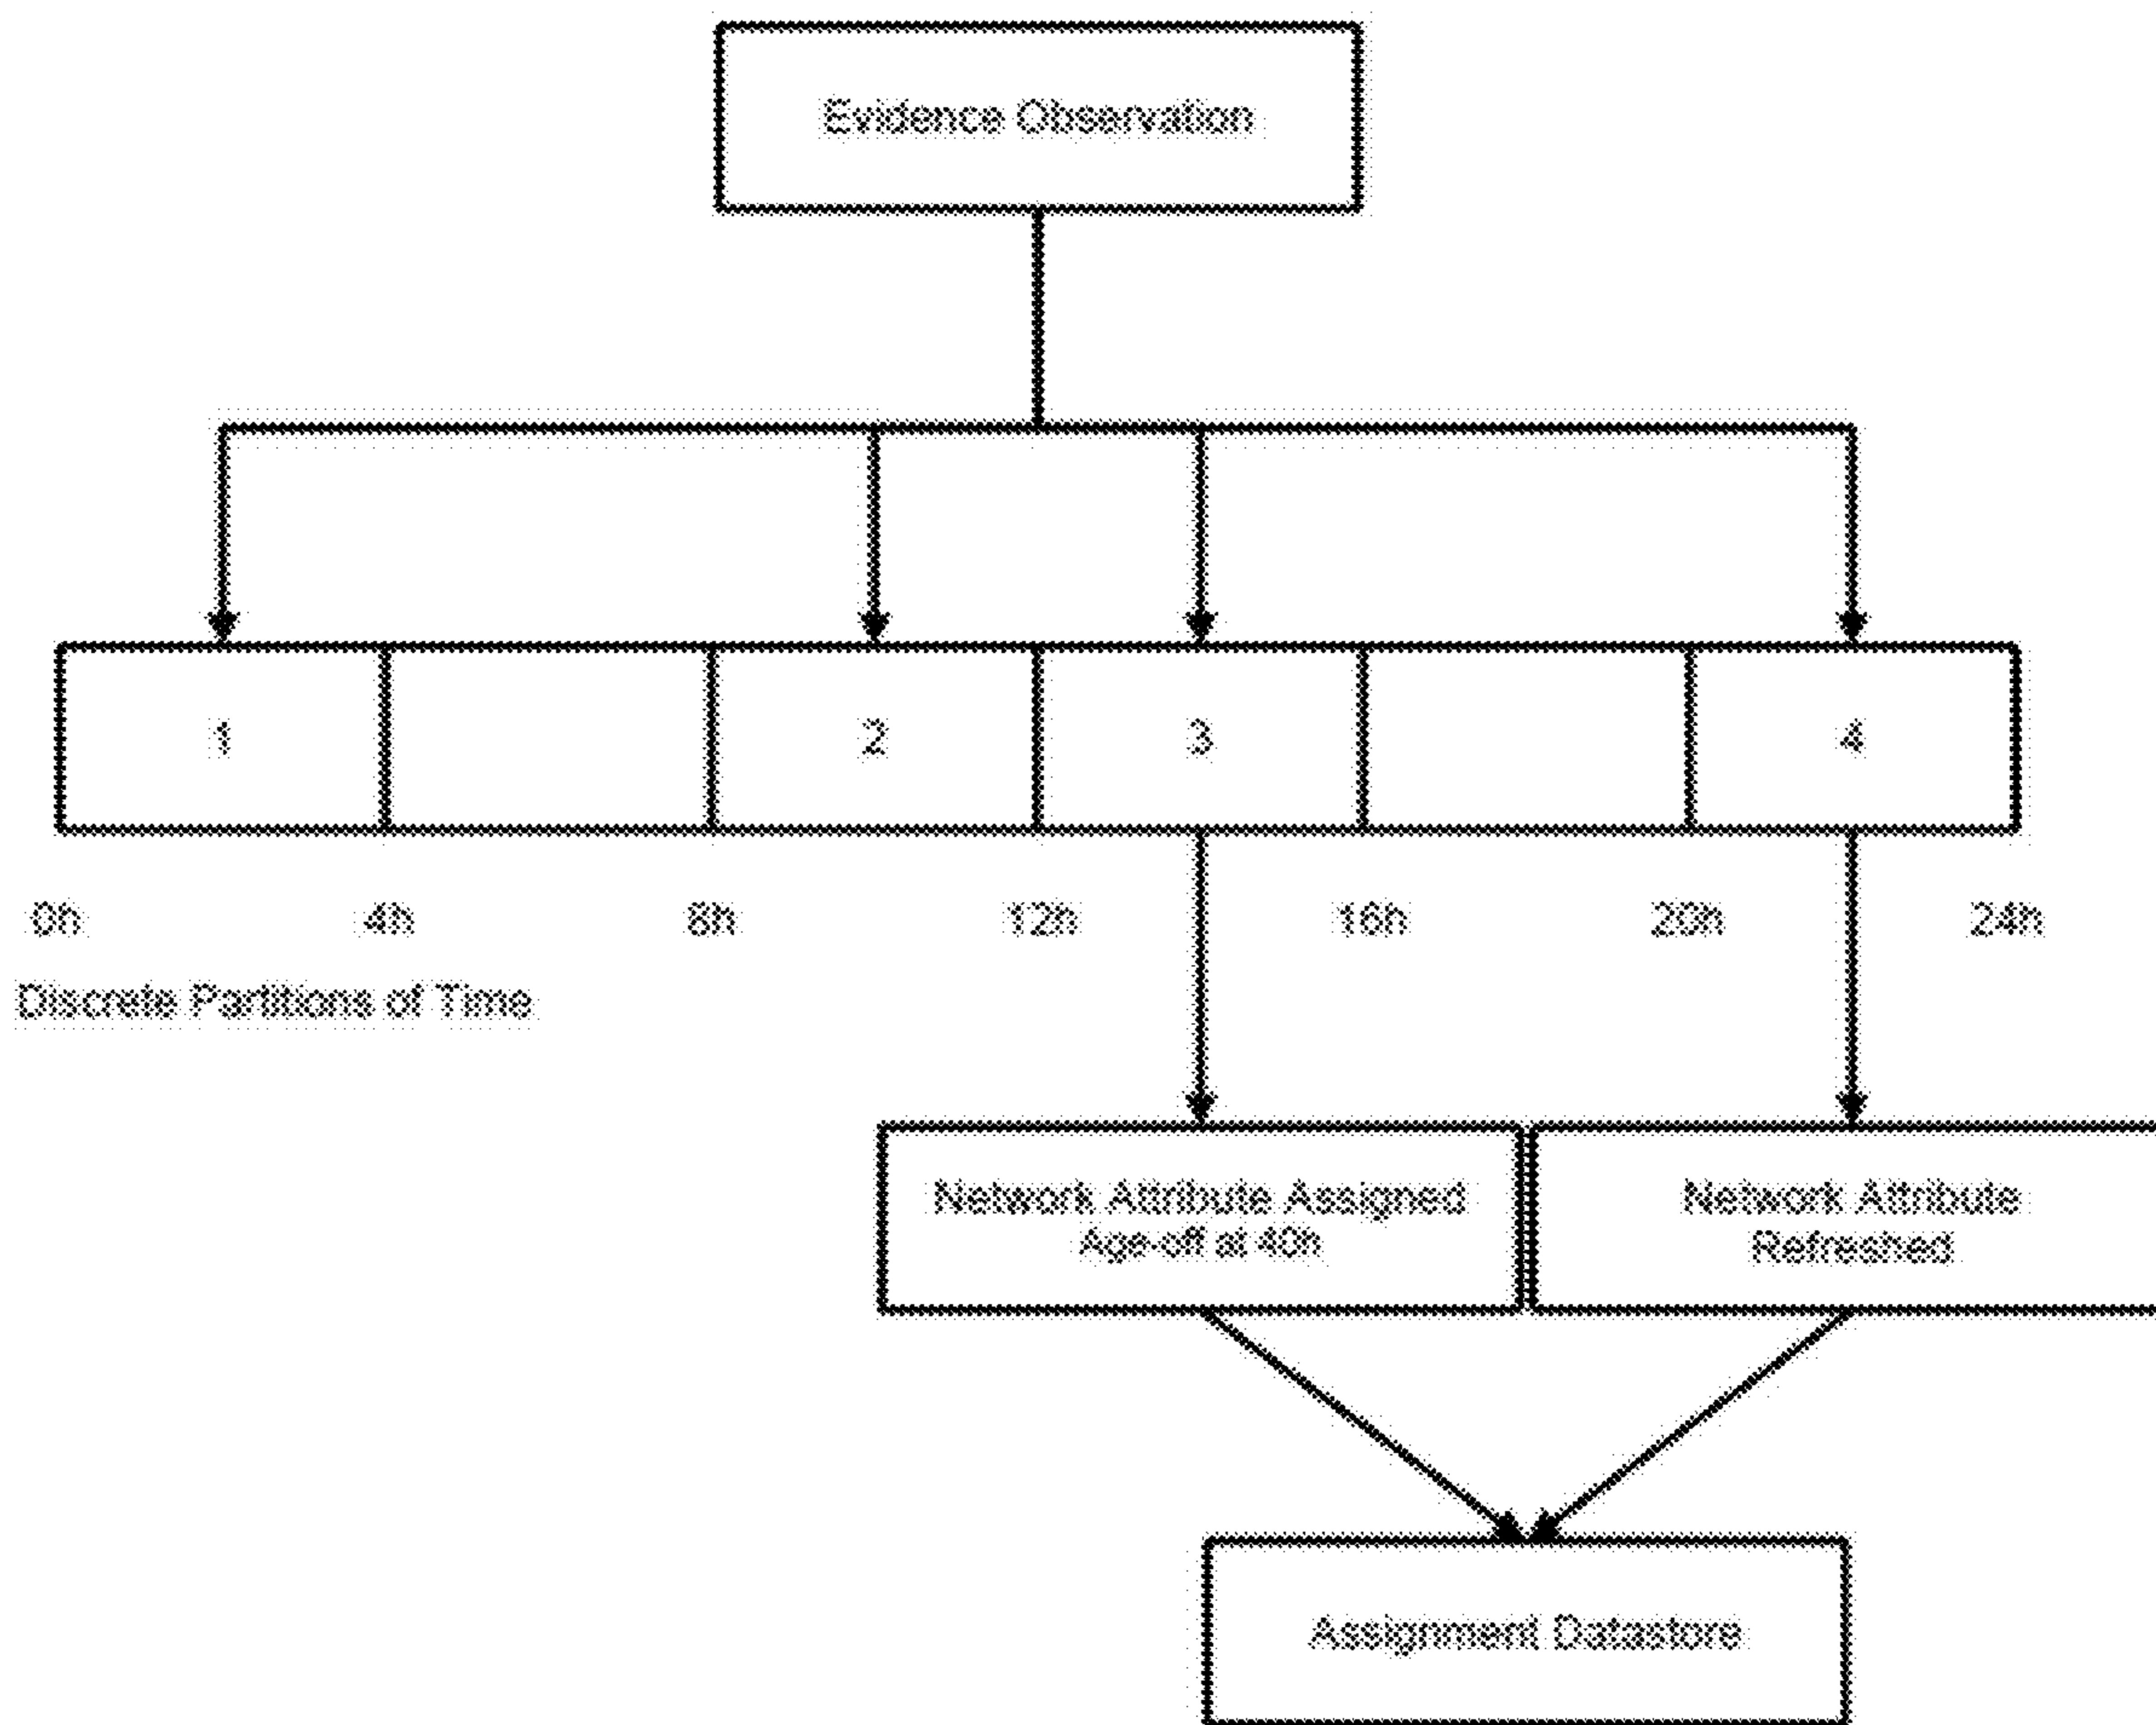 Evidence Observation
1
2
3
4
0h
4h
8h
12h
16h
20h
24h
Discrete Partitions of Time
Network Attribute Assigned
Age-off at 40h
Network Attribute
Refreshed
Assignment Datastore